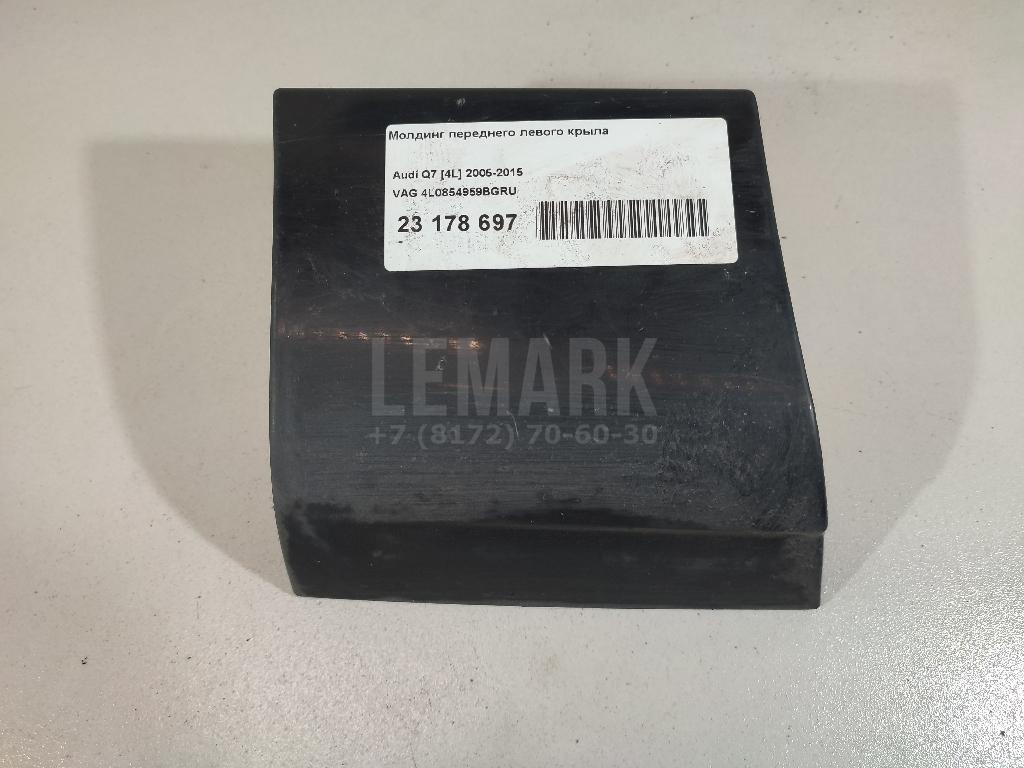 Молдинг переднего левого крыла
Audi Q7 [4L] 2005-2015
VAG 4L0854959BGRU
23 178 697
LEMARK
+7 (8172) 70-60-30